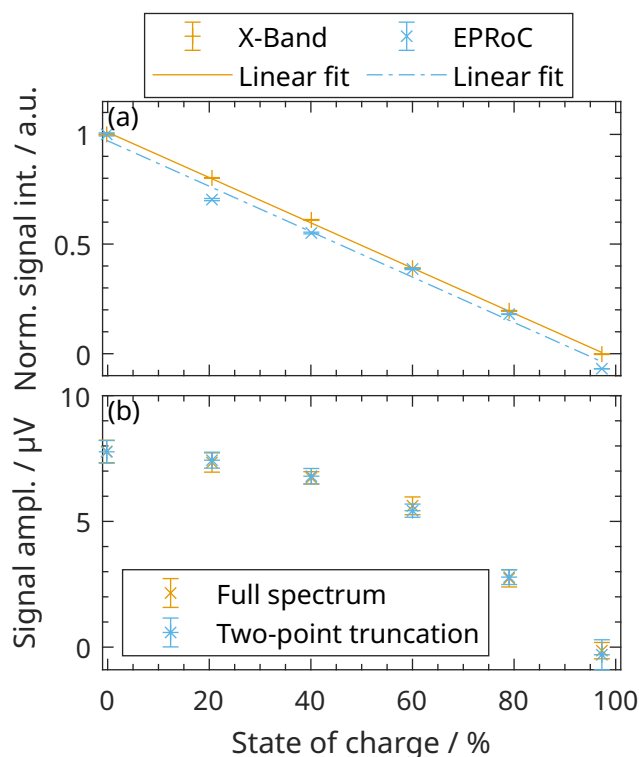 X-Band EPRoC
Linear fit Linear fit
(a)
Norm. signal int. / a.u.
1
0.5
0
(b)
Signal ampl. / μV
10
5
0
Full spectrum
Two-point truncation
0 20 40 60 80 100
State of charge / %